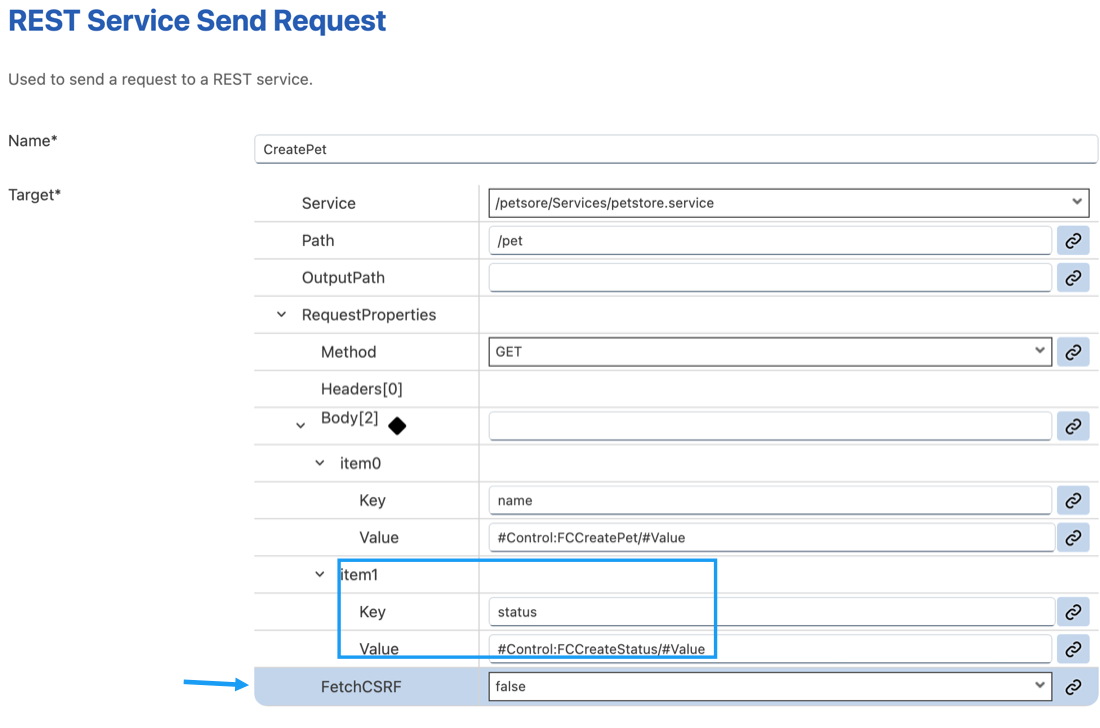 REST Service Send Request
Used to send a request to a REST service.
Name*
CreatePet
Target*
Service
/petsore/Services/petstore.service
Path
/pet
OutputPath
RequestProperties
Method
GET
Headers[0]
Body[2]
item0
Key
name
Value
#Control:FCCreatePet/#Value
item1
Key
status
Value
#Control:FCCreateStatus/#Value
FetchCSRF
false